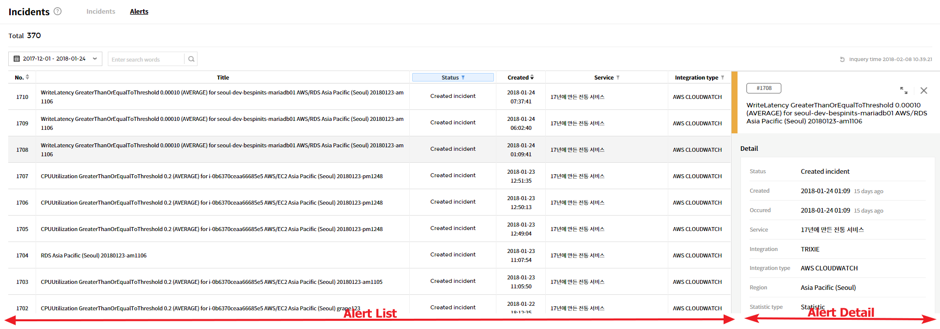 Incidents Incidents Alerts
Total 370
2017-12-01 - 2018-01-24 Enter search words Inquiry time 2018-02-08 10:59:21
No. Title Status Created Service Integration type
1710 WriteLatency GreaterThanOrEqualToThreshold 0.00010 (AVERAGE) for seoul-dev-bespinits-mariadb01 AWS/RDS Asia Pacific (Seoul) 20180123-am
1106 Created incident 2018-01-24
07:37:41 17년에 만든 전통 서비스 AWS CLOUDWATCH
1709 WriteLatency GreaterThanOrEqualToThreshold 0.00010 (AVERAGE) for seoul-dev-bespinits-mariadb01 AWS/RDS Asia Pacific (Seoul) 20180123-am
1106 Created incident 2018-01-24
06:02:40 17년에 만든 전통 서비스 AWS CLOUDWATCH
1708 WriteLatency GreaterThanOrEqualToThreshold 0.00010 (AVERAGE) for seoul-dev-bespinits-mariadb01 AWS/RDS Asia Pacific (Seoul) 20180123-am
1106 Created incident 2018-01-24
01:09:41 17년에 만든 전통 서비스 AWS CLOUDWATCH
1707 CPUUtilization GreaterThanOrEqualToThreshold 0.2 (AVERAGE) for i-0b6370ceaa66685e5 AWS/EC2 Asia Pacific (Seoul) 20180123-pm1248 Created incident 2018-01-23
12:51:35 17년에 만든 전통 서비스 AWS CLOUDWATCH
1706 CPUUtilization GreaterThanOrEqualToThreshold 0.2 (AVERAGE) for i-0b6370ceaa66685e5 AWS/EC2 Asia Pacific (Seoul) 20180123-pm1248 Created incident 2018-01-23
12:50:13 17년에 만든 전통 서비스 AWS CLOUDWATCH
1705 CPUUtilization GreaterThanOrEqualToThreshold 0.2 (AVERAGE) for i-0b6370ceaa66685e5 AWS/EC2 Asia Pacific (Seoul) 20180123-pm1248 Created incident 2018-01-23
12:49:04 17년에 만든 전통 서비스 AWS CLOUDWATCH
1704 RDS Asia Pacific (Seoul) 20180123-am1106 Created incident 2018-01-23
11:07:54 17년에 만든 전통 서비스 AWS CLOUDWATCH
1703 CPUUtilization GreaterThanOrEqualToThreshold 0.2 (AVERAGE) for i-0b6370ceaa66685e5 AWS/EC2 Asia Pacific (Seoul) 20180123-am1105 Created incident 2018-01-23
11:05:50 17년에 만든 전통 서비스 AWS CLOUDWATCH
1702 CPUUtilization GreaterThanOrEqualToThreshold 0.2 (AVERAGE) for i-0b6370ceaa66685e5 AWS/EC2 Asia Pacific (Seoul) grape123 Created incident 2018-01-22
18:12:35 17년에 만든 전통 서비스 AWS CLOUDWATCH
Alert List
#1708
WriteLatency GreaterThanOrEqualToThreshold 0.00010
(AVERAGE) for seoul-dev-bespinits-mariadb01 AWS/RDS
Asia Pacific (Seoul) 20180123-am1106
Detail
Status Created incident
Created 2018-01-24 01:09 15 days ago
Occured 2018-01-24 01:09 15 days ago
Service 17년에 만든 전통 서비스
Integration TRIXIE
Integration type AWS CLOUDWATCH
Region Asia Pacific (Seoul)
Statistic type Statistic
Alert Detail